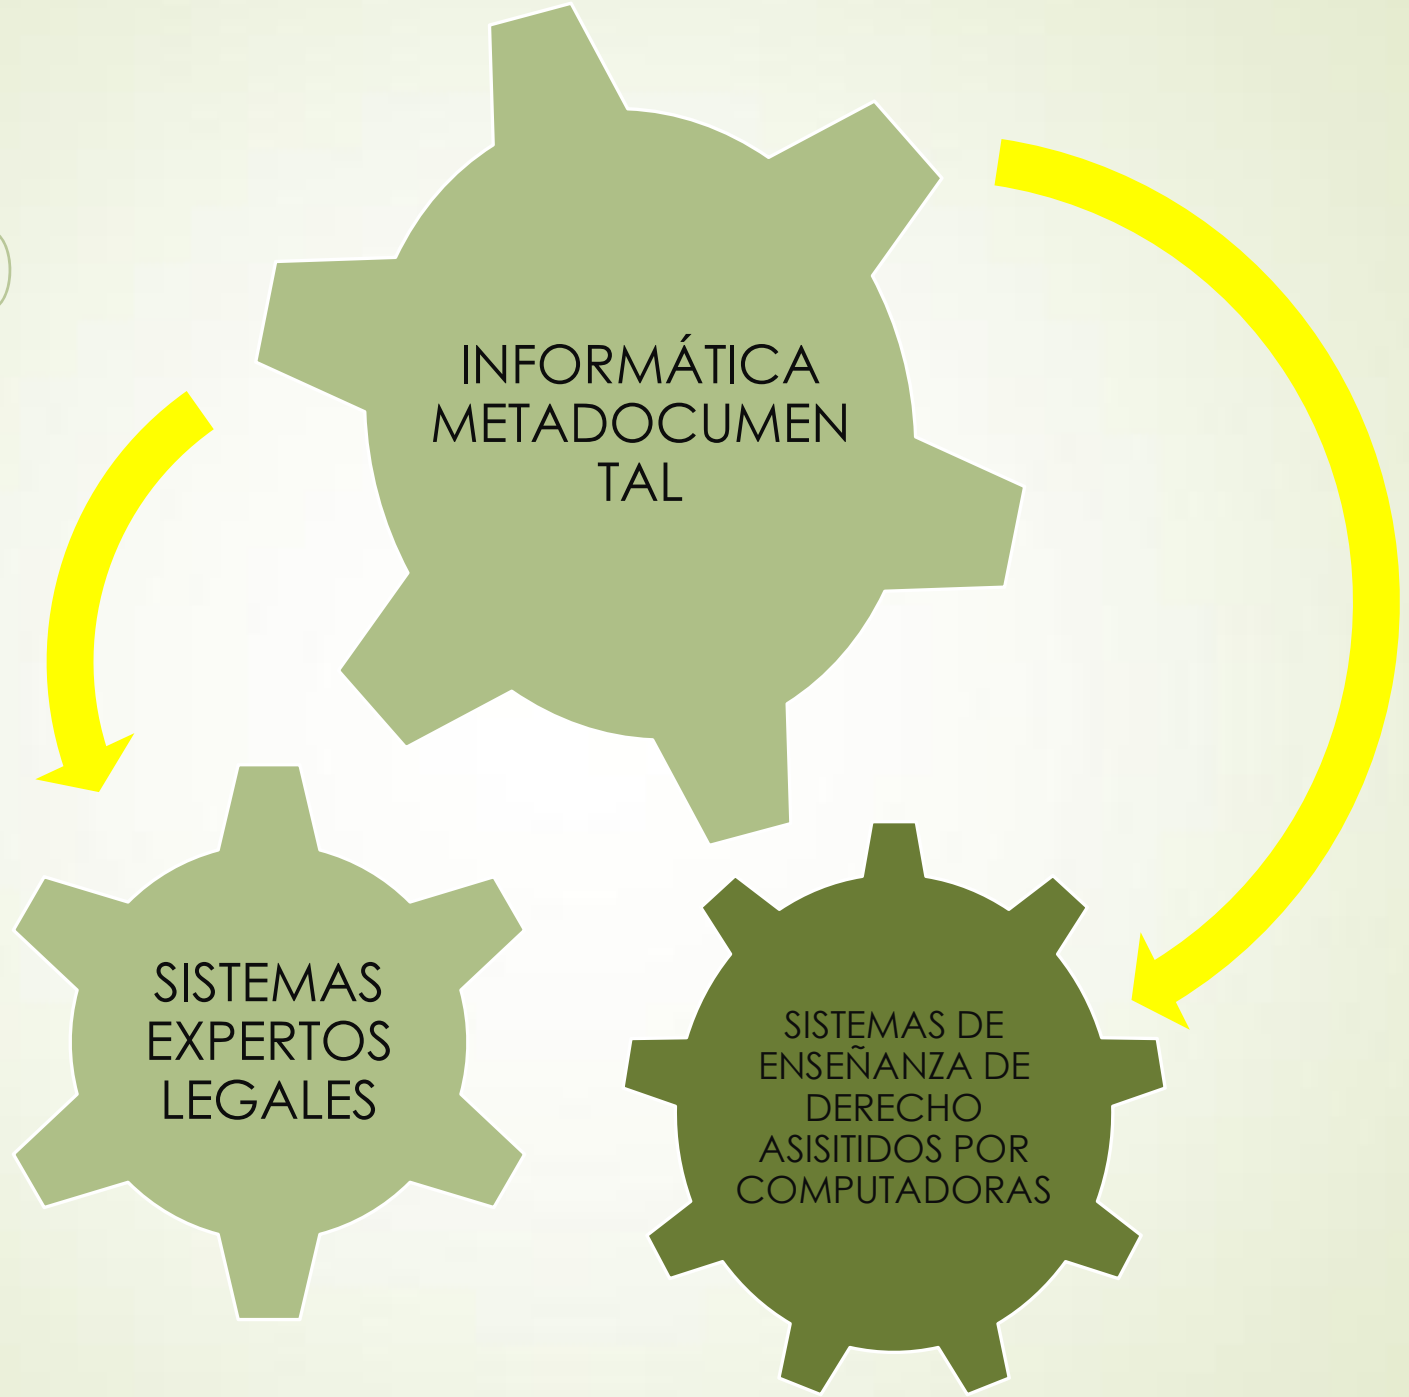 INFORMÁTICA
METADOCUMEN
TAL
SISTEMAS
EXPERTOS
LEGALES
SISTEMAS DE
ENSEÑANZA DE
DERECHO
ASISITIDOS POR
COMPUTADORAS